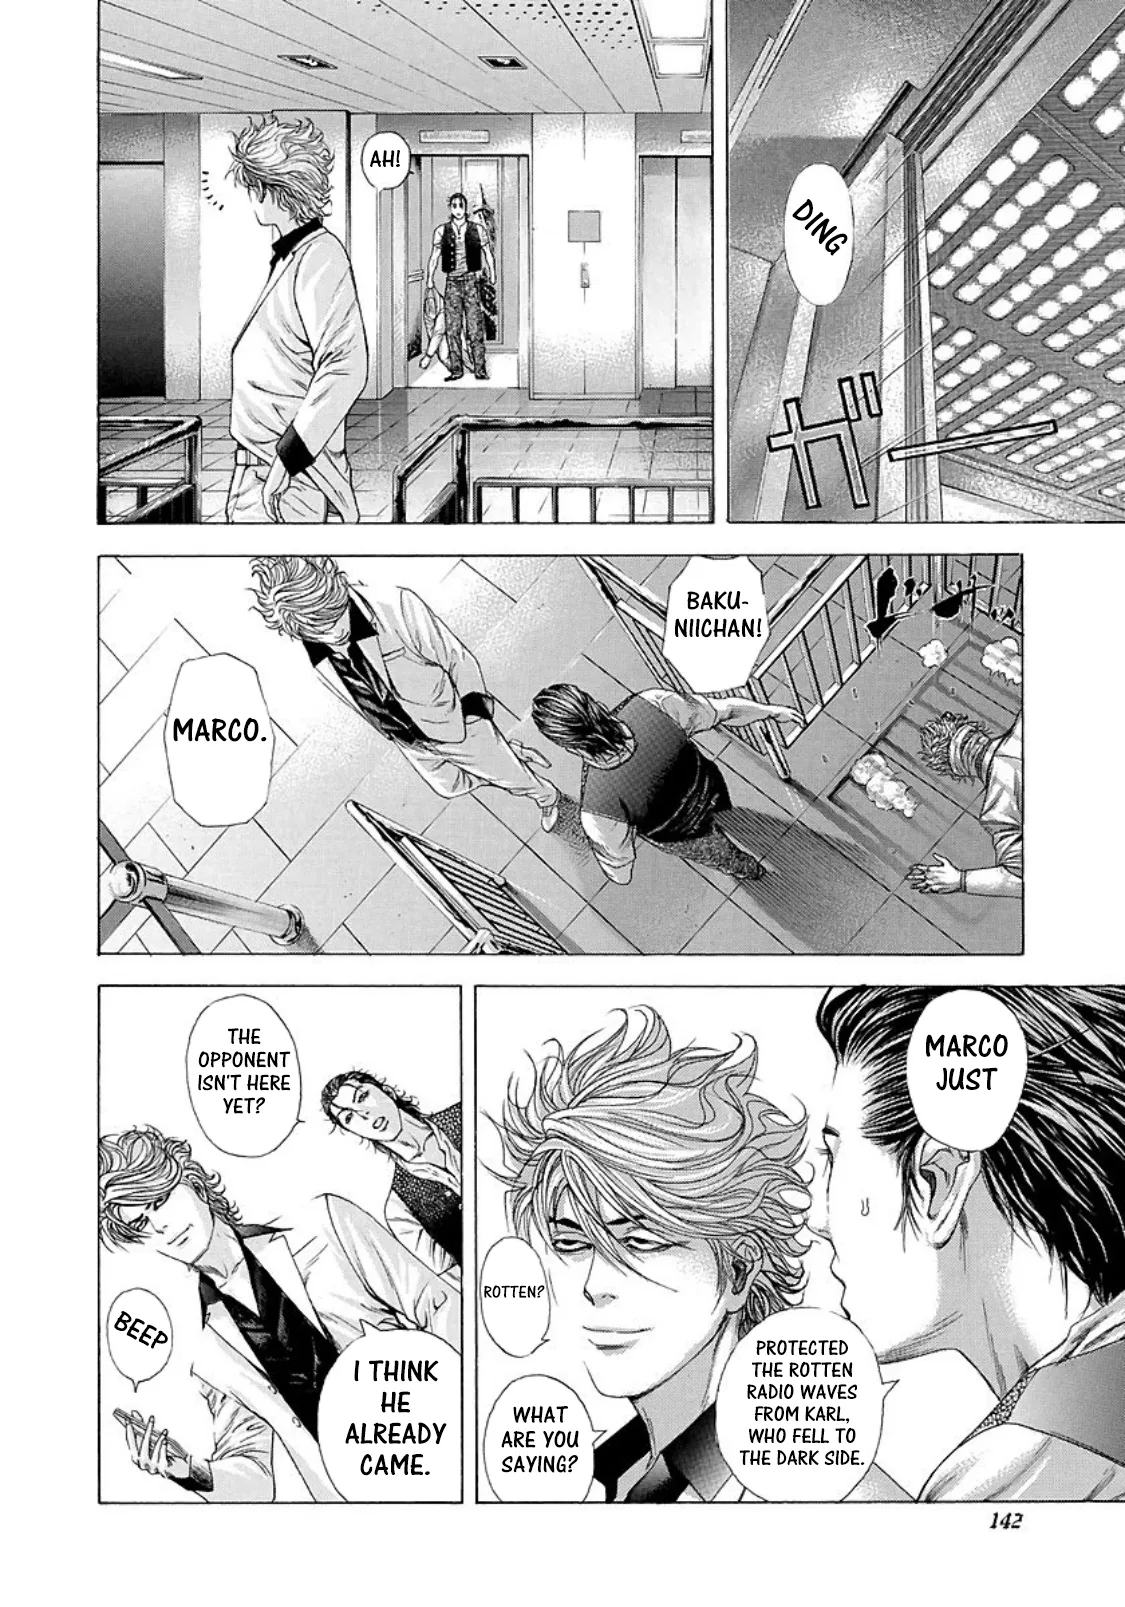 DING
ガー
AH!
BAKU-
NIICHAN!
MARCO.
MARCO
JUST
PROTECTED
THE ROTTEN
RADIO WAVES
FROM KARL,
WHO FELL TO
THE DARK SIDE.
ROTTEN?
WHAT
ARE YOU
SAYING?
THE
OPPONENT
ISN'T HERE
YET?
BEEP
I THINK
HE
ALREADY
CAME.
142